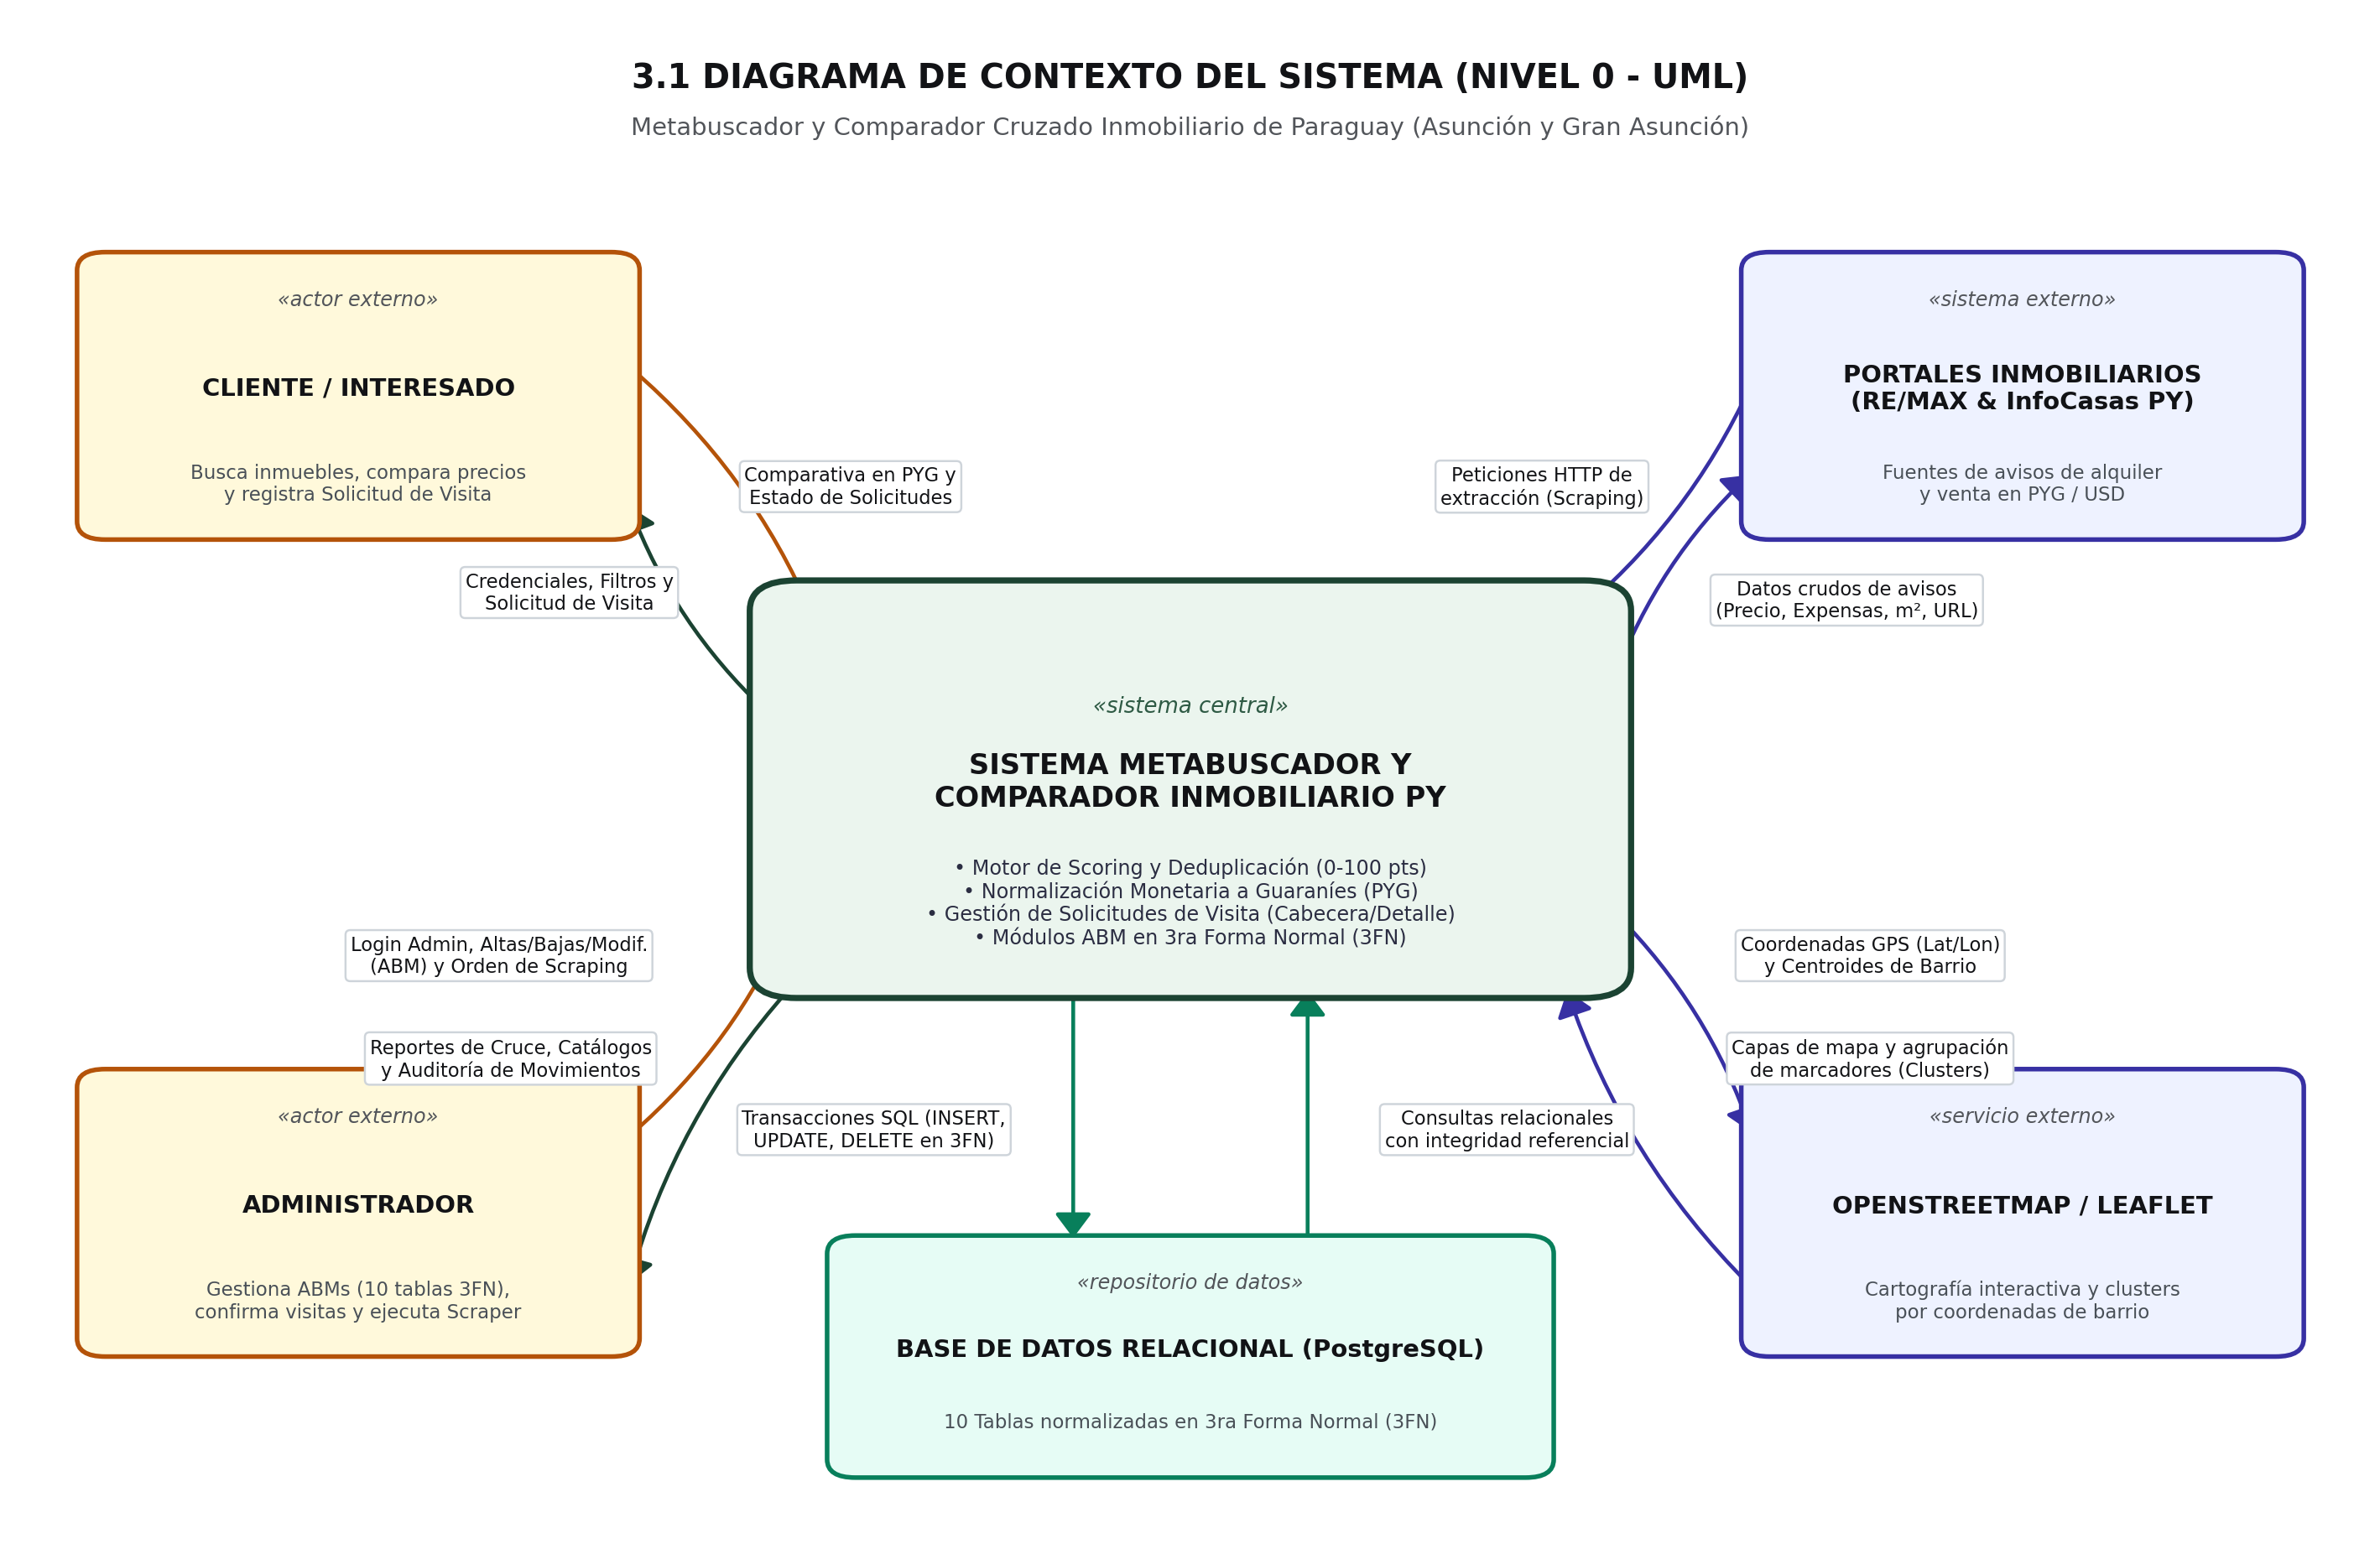 3.1 DIAGRAMA DE CONTEXTO DEL SISTEMA (NIVEL 0 - UML)
Metabuscador y Comparador Cruzado Inmobiliario de Paraguay (Asunción y Gran Asunción)
«actor externo»
CLIENTE / INTERESADO
Busca inmuebles, compara precios
y registra Solicitud de Visita
«sistema externo»
PORTALES INMOBILIARIOS
(RE/MAX & InfoCasas PY)
Fuentes de avisos de alquiler
y venta en PYG / USD
Comparativa en PYG y
Estado de Solicitudes
Peticiones HTTP de
extracción (Scraping)
Credenciales, Filtros y
Solicitud de Visita
Datos crudos de avisos
(Precio, Expensas, m², URL)
«sistema central»
SISTEMA METABUSCADOR Y
COMPARADOR INMOBILIARIO PY
• Motor de Scoring y Deduplicación (0-100 pts)
• Normalización Monetaria a Guaraníes (PYG)
• Gestión de Solicitudes de Visita (Cabecera/Detalle)
• Módulos ABM en 3ra Forma Normal (3FN)
Login Admin, Altas/Bajas/Modif.
(ABM) y Orden de Scraping
Coordenadas GPS (Lat/Lon)
y Centroides de Barrio
Reportes de Cruce, Catálogos
y Auditoría de Movimientos
Capas de mapa y agrupación
de marcadores (Clusters)
«actor externo»
ADMINISTRADOR
Gestiona ABMs (10 tablas 3FN),
confirma visitas y ejecuta Scraper
Transacciones SQL (INSERT,
UPDATE, DELETE en 3FN)
Consultas relacionales
con integridad referencial
«servicio externo»
OPENSTREETMAP / LEAFLET
Cartografía interactiva y clusters
por coordenadas de barrio
«repositorio de datos»
BASE DE DATOS RELACIONAL (PostgreSQL)
10 Tablas normalizadas en 3ra Forma Normal (3FN)